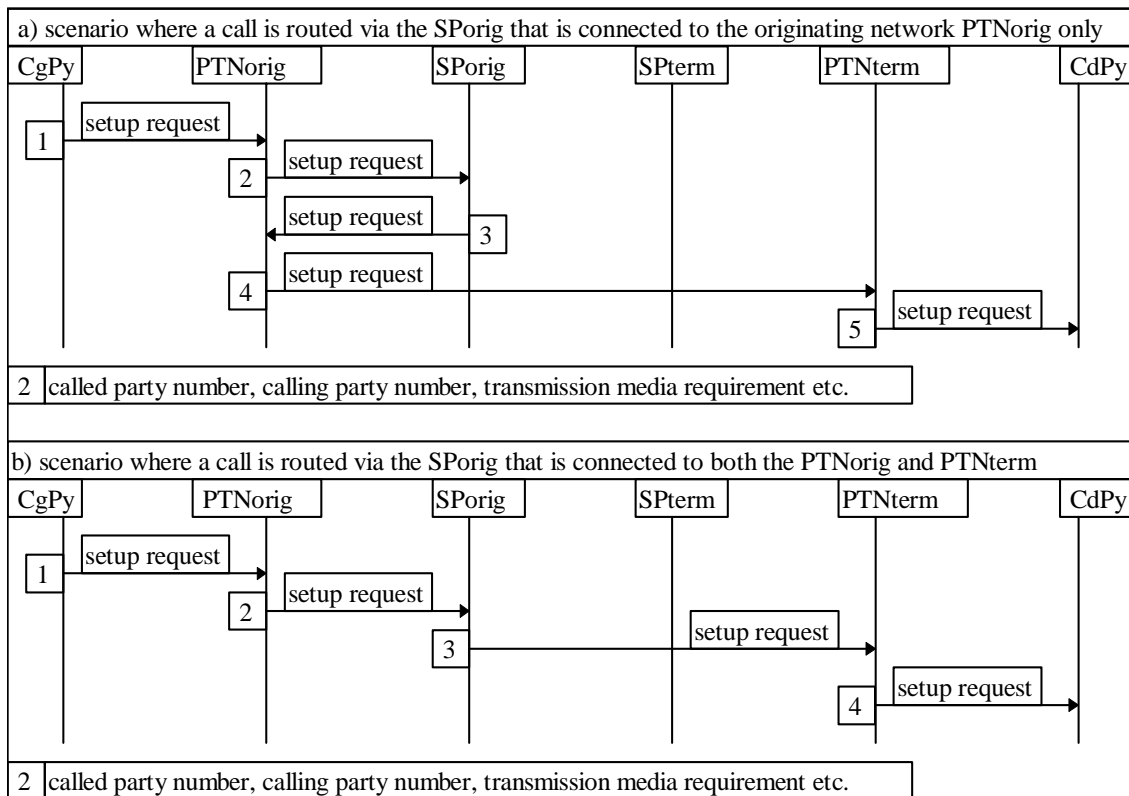 a) scenario where a call is routed via the SPorig that is connected to the originating network PTNorig only
CgPy PTNorig SPorig SPterm PTNterm CdPy
1 setup request
2 setup request
setup request 3
4 setup request
5 setup request
2 called party number, calling party number, transmission media requirement etc.
b) scenario where a call is routed via the SPorig that is connected to both the PTNorig and PTNterm
CgPy PTNorig SPorig SPterm PTNterm CdPy
1 setup request
2 setup request
3 setup request
4 setup request
2 called party number, calling party number, transmission media requirement etc.